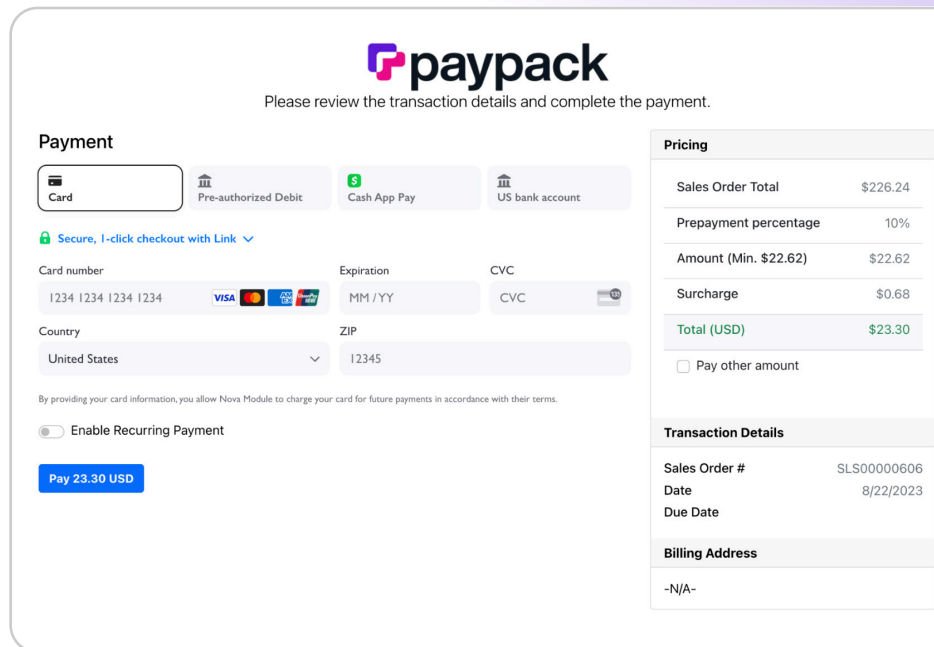 paypack
Please review the transaction details and complete the payment.
Payment
Card
Pre-authorized Debit
$
Cash App Pay
US bank account
Secure, 1-click checkout with Link
Card number
Expiration
CVC
1234 1234 1234 1234
VISA
AM EX
UnionPay
MM / YY
CVC
135
Country
ZIP
United States
12345
By providing your card information, you allow Nova Module to charge your card for future payments in accordance with their terms.
Enable Recurring Payment
Pay 23.30 USD
Pricing
Sales Order Total $226.24
Prepayment percentage 10%
Amount (Min. $22.62) $22.62
Surcharge $0.68
Total (USD) $23.30
Pay other amount
Transaction Details
Sales Order # SLS00000606
Date 8/22/2023
Due Date
Billing Address
-N/A-